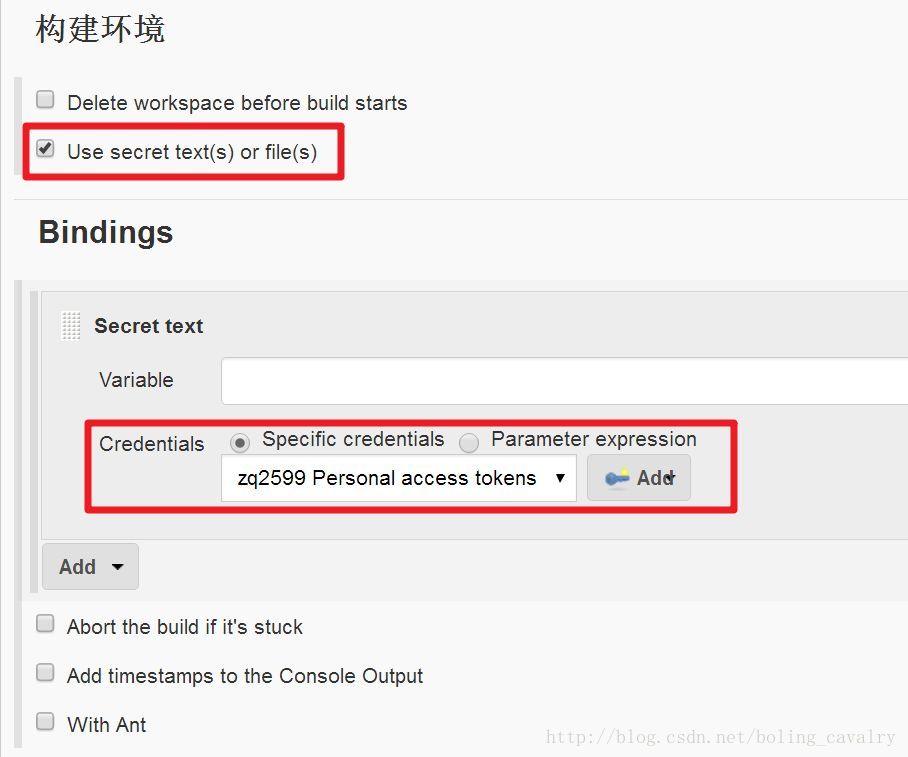 构建环境
Delete workspace before build starts
Use secret text(s) or file(s)
Bindings
Secret text
Variable
Credentials Specific credentials Parameter expression
zq2599 Personal access tokens Add
Add
Abort the build if it's stuck
Add timestamps to the Console Output
With Ant
http://blog.csdn.net/boling_cavalry